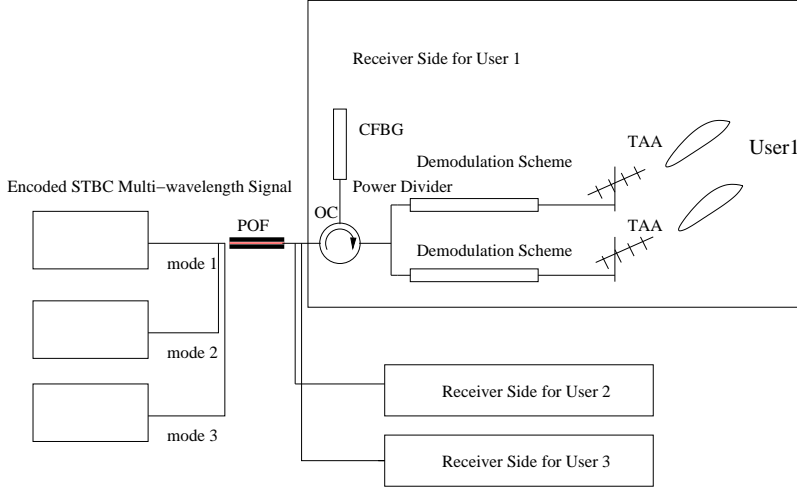 Receiver Side for User 1
CFBG
TAA
User1
Demodulation Scheme
Encoded STBC Multi−wavelength Signal
Power Divider
OC
POF
TAA
Demodulation Scheme
mode 1
mode 2
Receiver Side for User 2
mode 3
Receiver Side for User 3